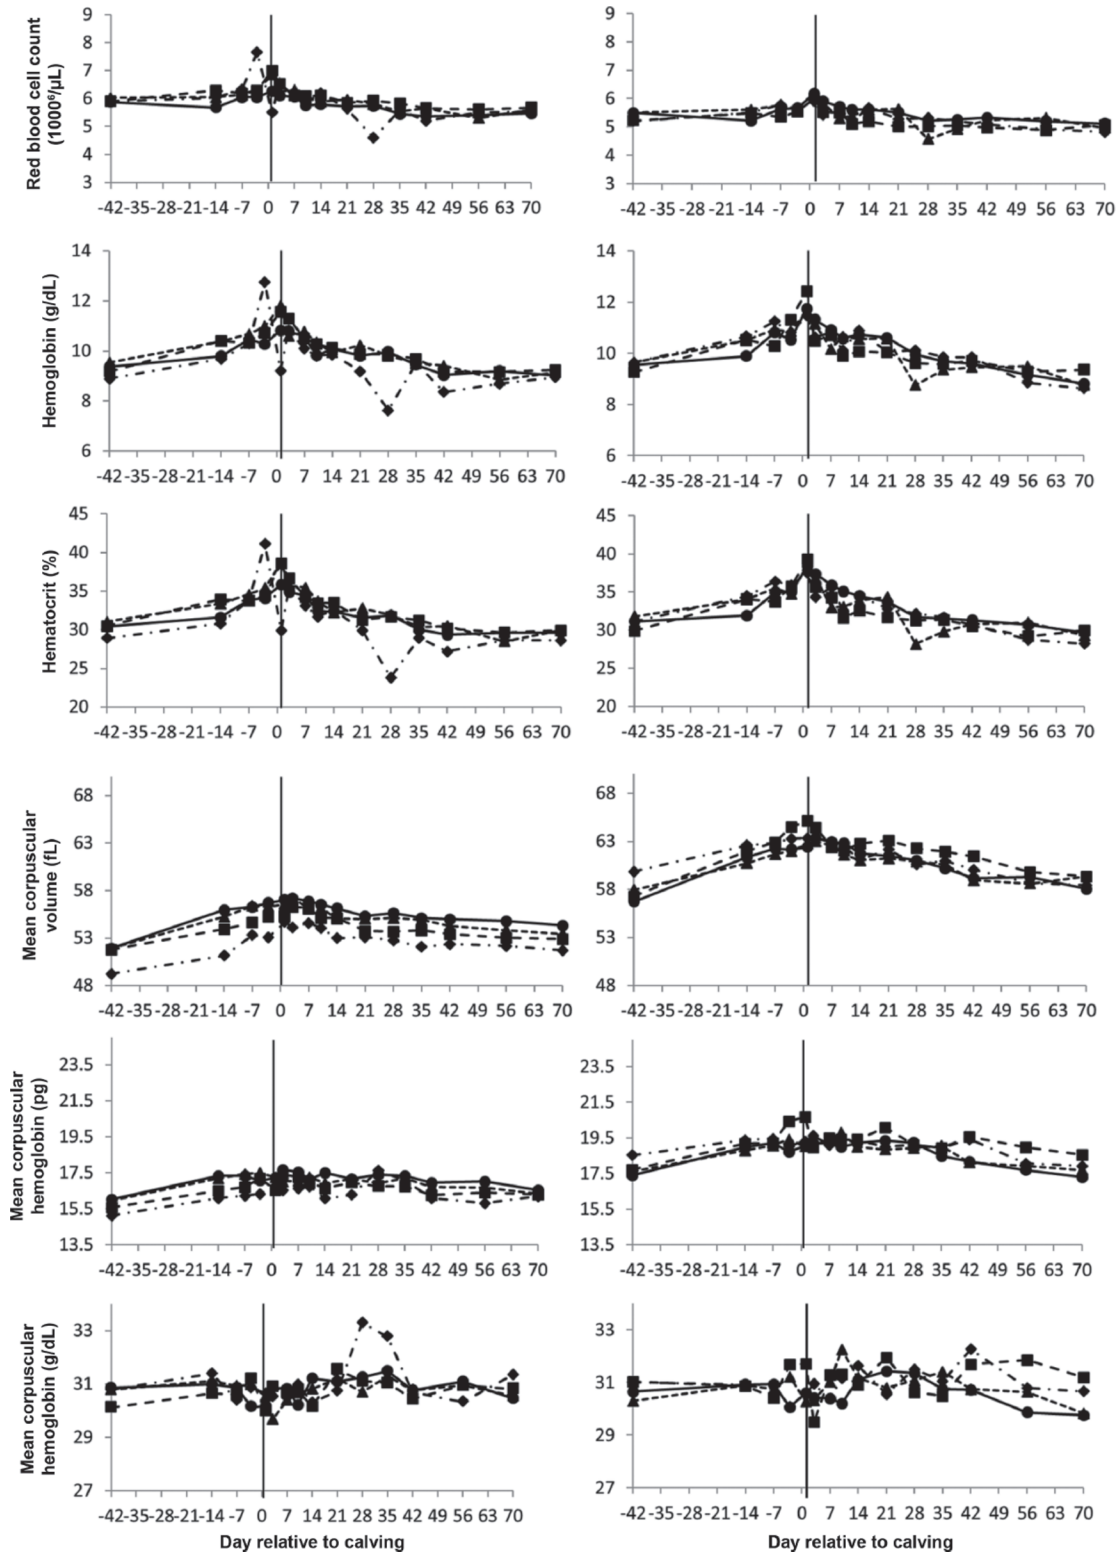 Red blood cell count
(1000⁶/µL)
9
8
7
6
5
4
3
-42-35-28-21-14 -7 0 7 14 21 28 35 42 49 56 63 70
9
8
7
6
5
4
3
-42 -35 -28 -21 -14 -7 0 7 14 21 28 35 42 49 56 63 70
Hemoglobin (g/dL)
14
12
10
8
6
-42-35-28-21-14 -7 0 7 14 21 28 35 42 49 56 63 70
14
12
10
8
6
-42 -35 -28 -21 -14 -7 0 7 14 21 28 35 42 49 56 63 70
Hematocrit (%)
45
40
35
30
25
20
-42-35-28-21-14 -7 0 7 14 21 28 35 42 49 56 63 70
45
40
35
30
25
20
-42 -35 -28 -21 -14 -7 0 7 14 21 28 35 42 49 56 63 70
Mean corpuscular
volume (fL)
68
63
58
53
48
-42-35-28-21-14 -7 0 7 14 21 28 35 42 49 56 63 70
68
63
58
53
48
-42 -35 -28 -21 -14 -7 0 7 14 21 28 35 42 49 56 63 70
Mean corpuscular
hemoglobin (pg)
23.5
21.5
19.5
17.5
15.5
13.5
-42-35-28-21-14 -7 0 7 14 21 28 35 42 49 56 63 70
23.5
21.5
19.5
17.5
15.5
13.5
-42 -35 -28 -21 -14 -7 0 7 14 21 28 35 42 49 56 63 70
Mean corpuscular
hemoglobin (g/dL)
33
31
29
27
-42-35-28-21-14 -7 0 7 14 21 28 35 42 49 56 63 70
Day relative to calving
33
31
29
27
-42 -35 -28 -21 -14 -7 0 7 14 21 28 35 42 49 56 63 70
Day relative to calving